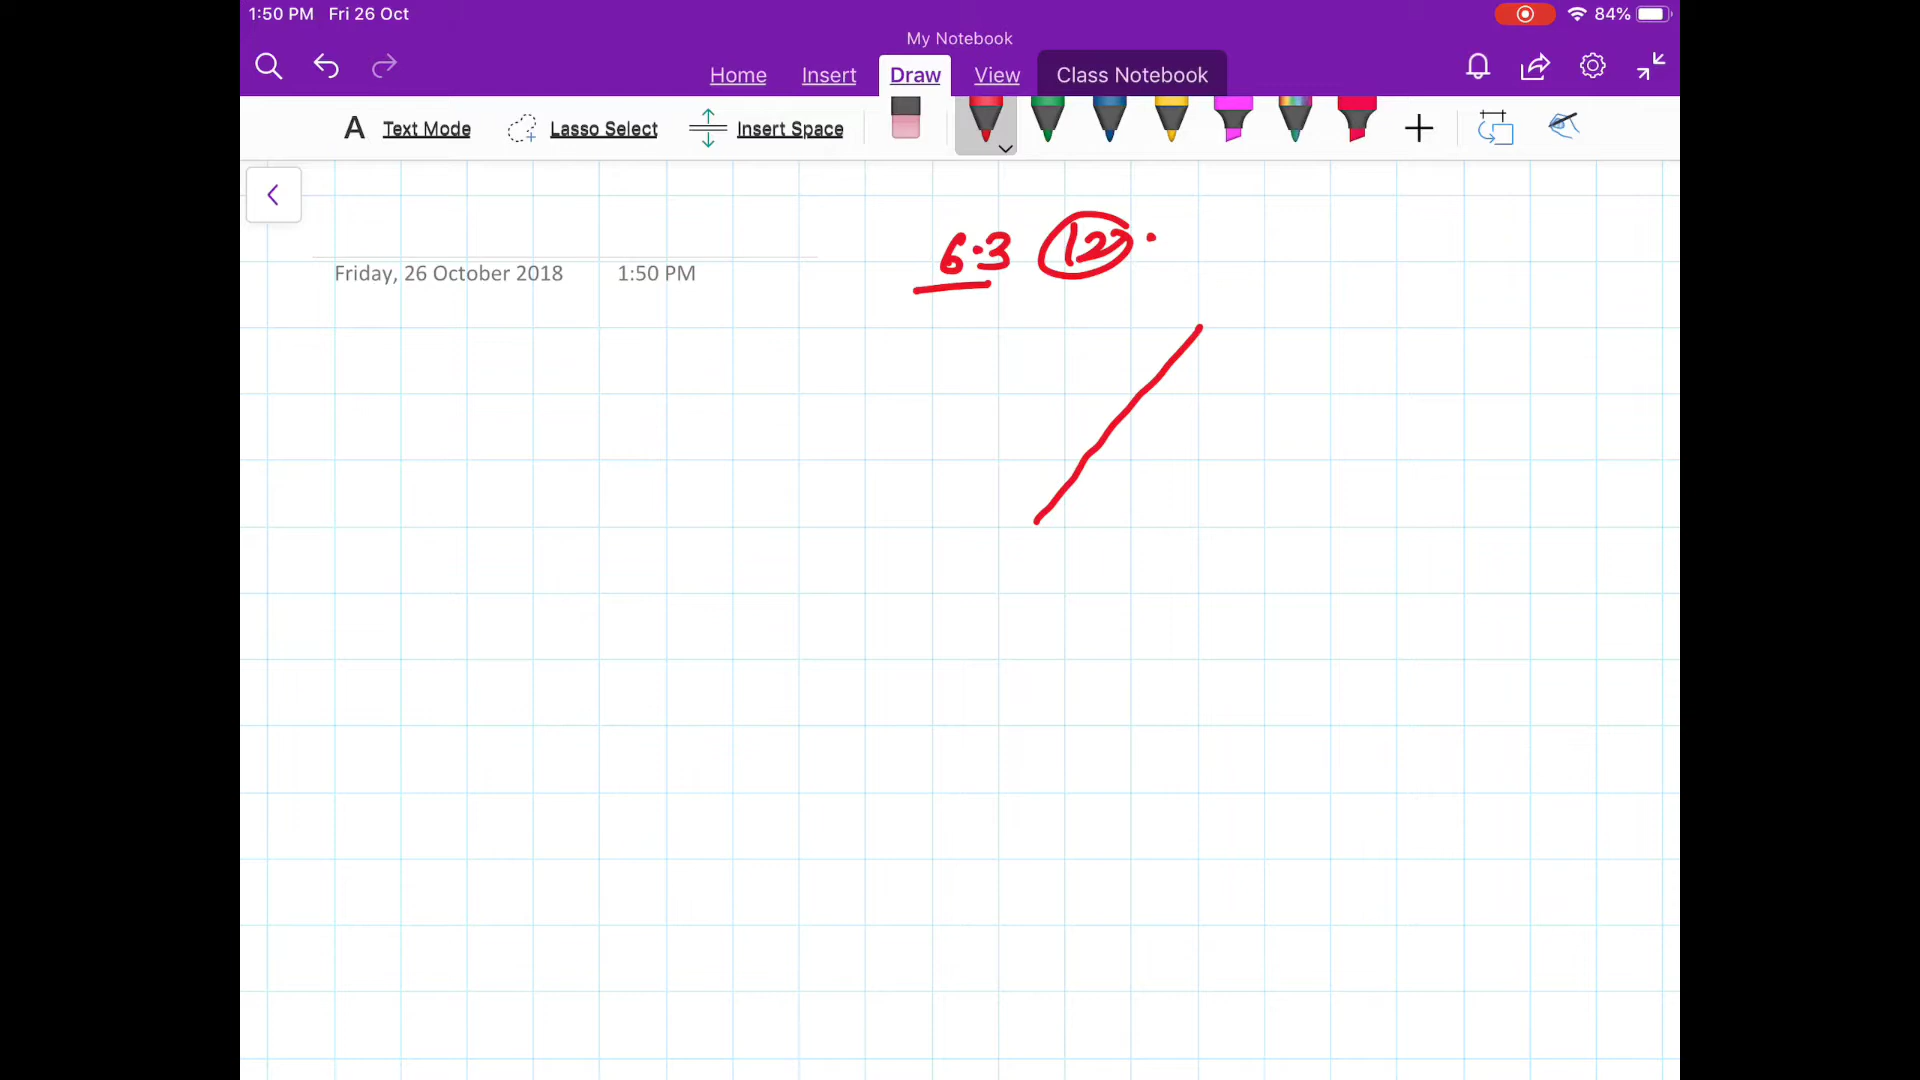 1:50 PM Fri 26 Oct 84%
My Notebook
Home Insert Draw View Class Notebook
A Text Mode Lasso Select Insert Space
6.3 (12) .
Friday, 26 October 2018 1:50 PM